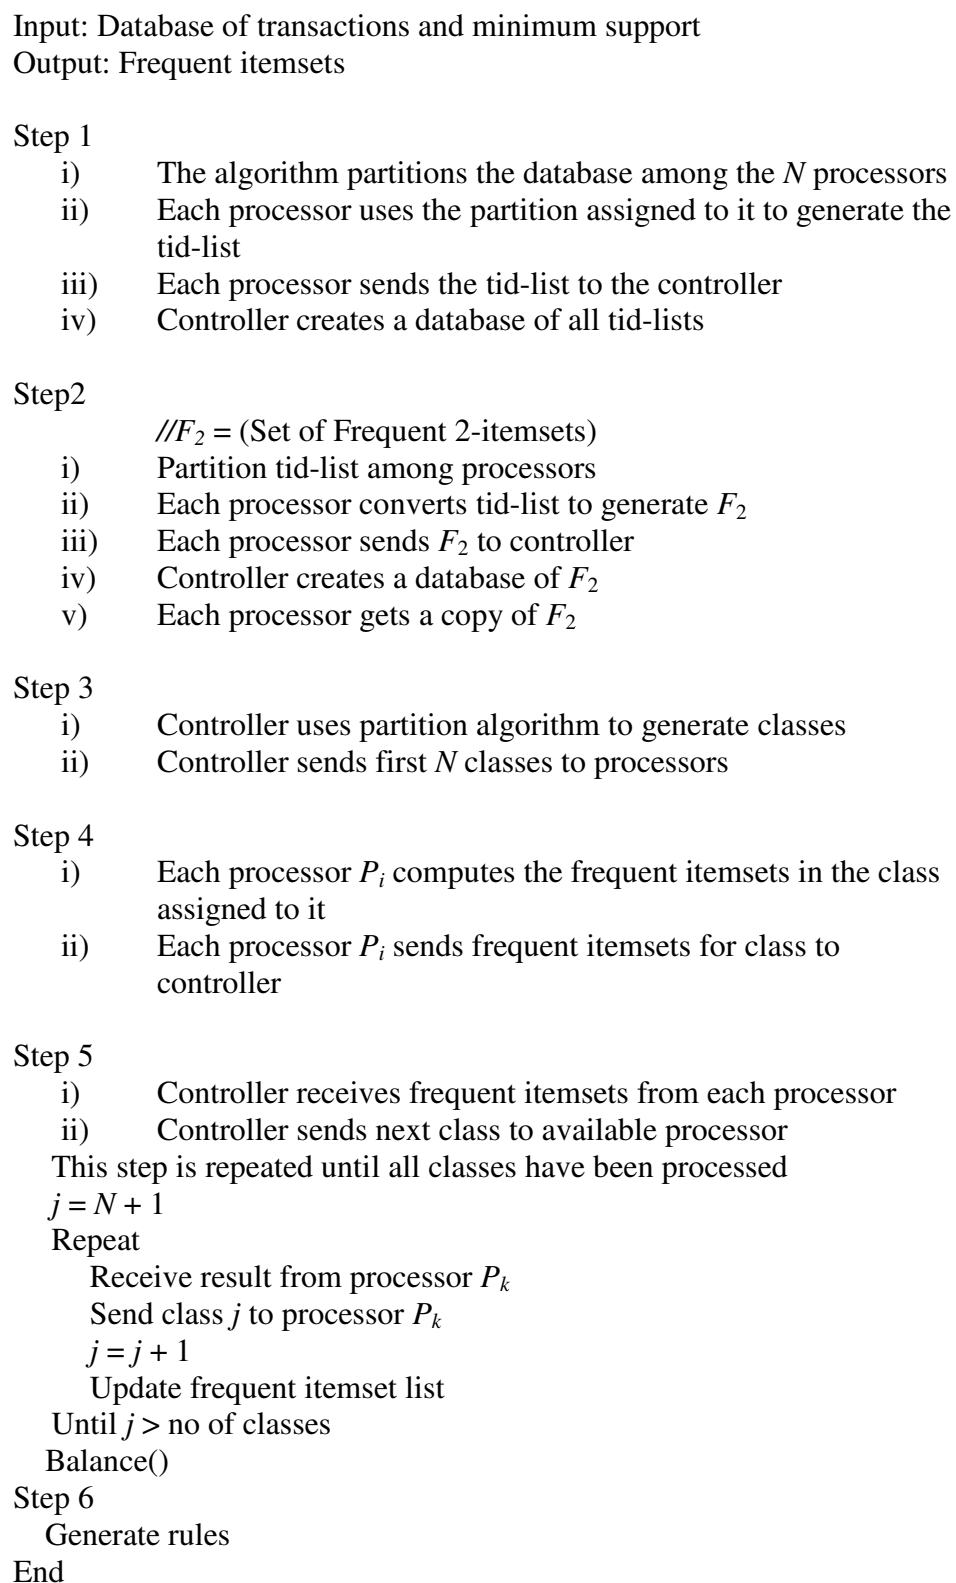 Input: Database of transactions and minimum support
Output: Frequent itemsets
Step 1
i) The algorithm partitions the database among the N processors
ii) Each processor uses the partition assigned to it to generate the
tid-list
iii) Each processor sends the tid-list to the controller
iv) Controller creates a database of all tid-lists
Step2
//F2 = (Set of Frequent 2-itemsets)
i) Partition tid-list among processors
ii) Each processor converts tid-list to generate F2
iii) Each processor sends F2 to controller
iv) Controller creates a database of F2
v) Each processor gets a copy of F2
Step 3
i) Controller uses partition algorithm to generate classes
ii) Controller sends first N classes to processors
Step 4
i) Each processor Pi computes the frequent itemsets in the class
assigned to it
ii) Each processor Pi sends frequent itemsets for class to
controller
Step 5
i) Controller receives frequent itemsets from each processor
ii) Controller sends next class to available processor
This step is repeated until all classes have been processed
j = N + 1
Repeat
Receive result from processor Pk
Send class j to processor Pk
j = j + 1
Update frequent itemset list
Until j > no of classes
Balance()
Step 6
Generate rules
End